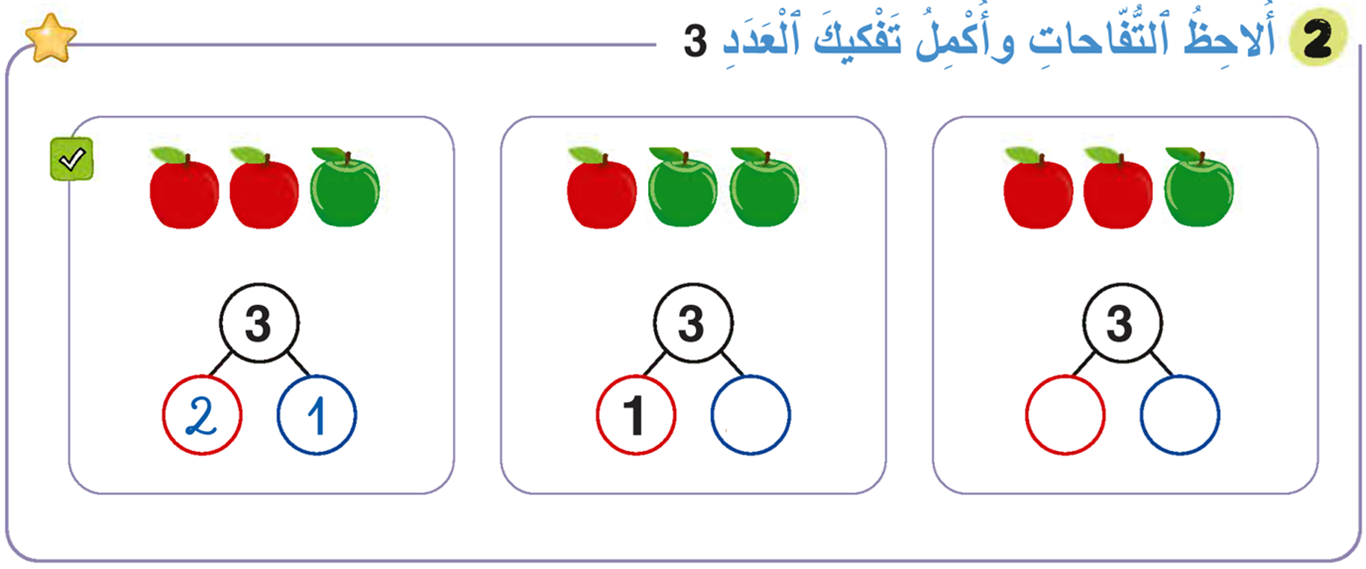 2 أُلاحِظُ ٱلتُّفّاحاتِ وأُكْمِلُ تَفْكيكَ ٱلْعَدَدِ 3
3 3 3
2 1 1